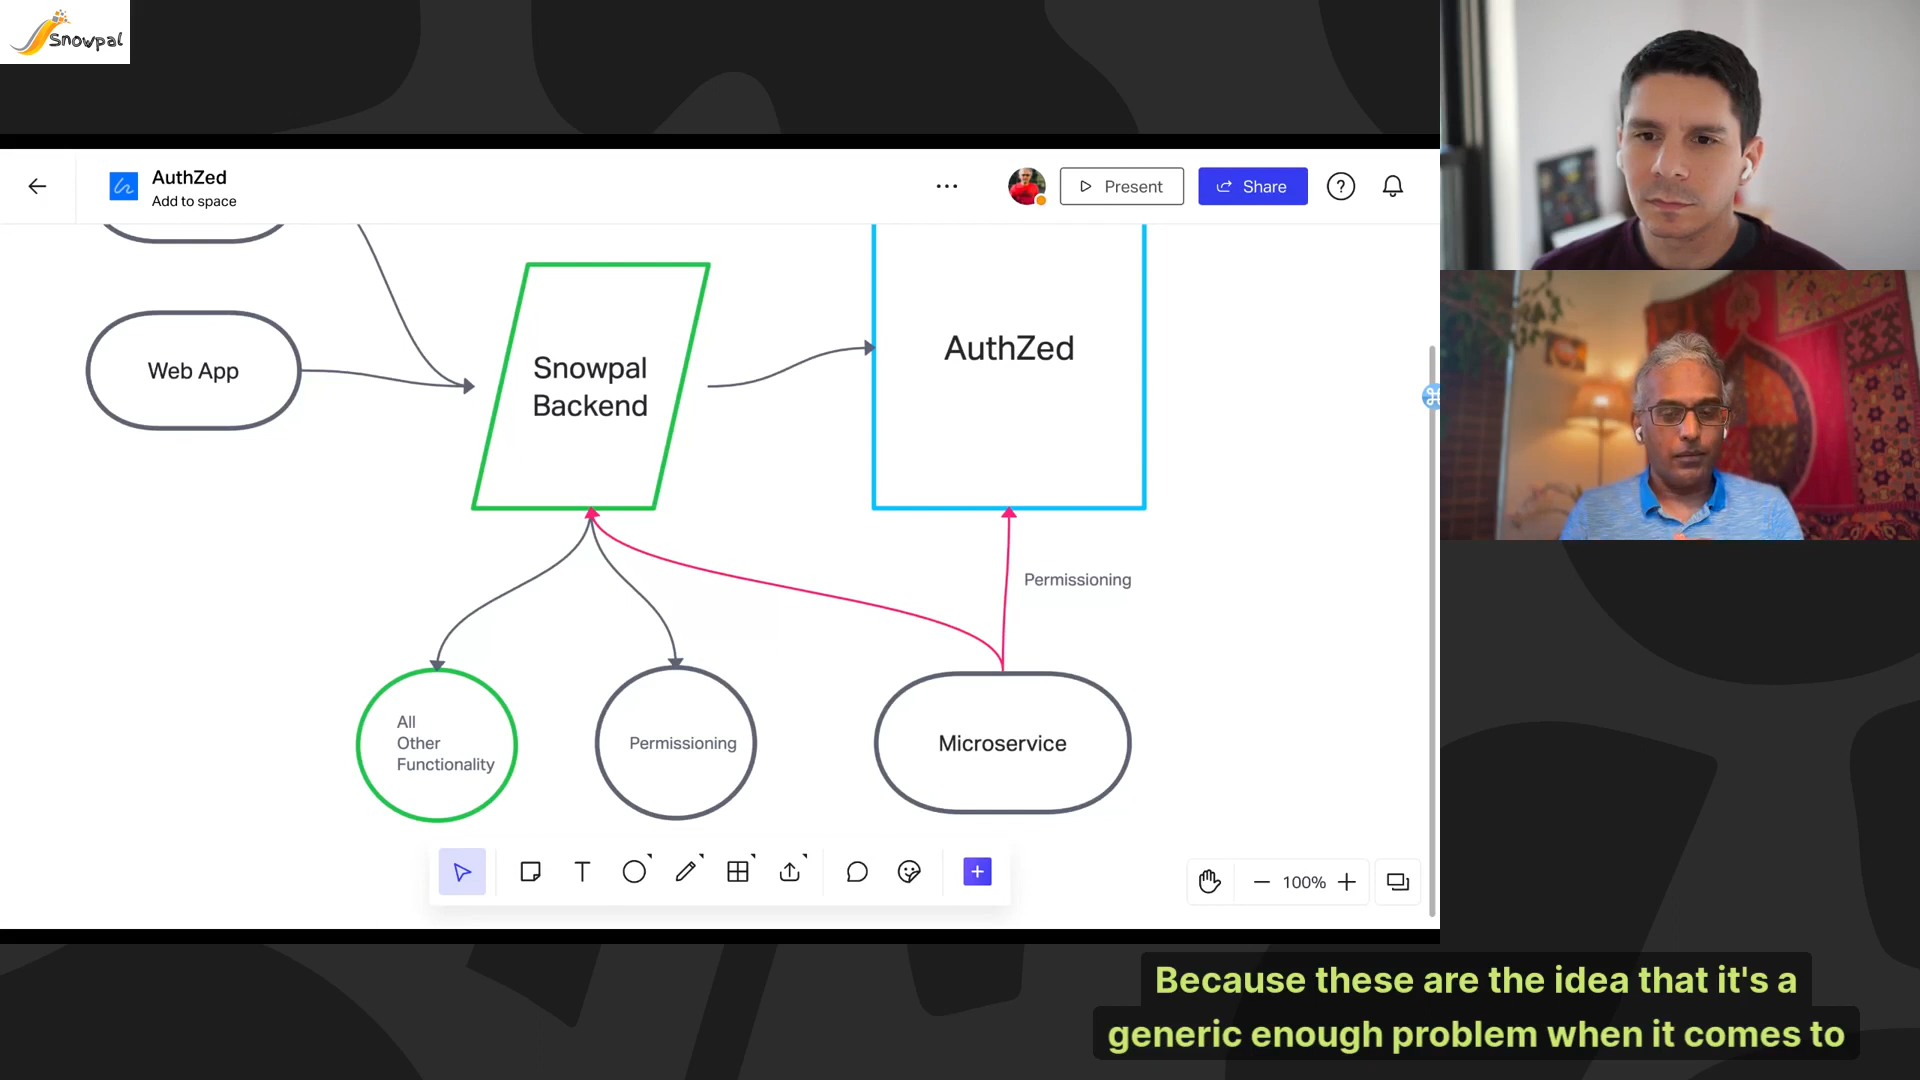 Snowpal
AuthZed
Add to space
Present
Share
Web App
Snowpal
Backend
AuthZed
Permissioning
All
Other
Functionality
Permissioning
Microservice
100%
Because these are the idea that it's a
generic enough problem when it comes to